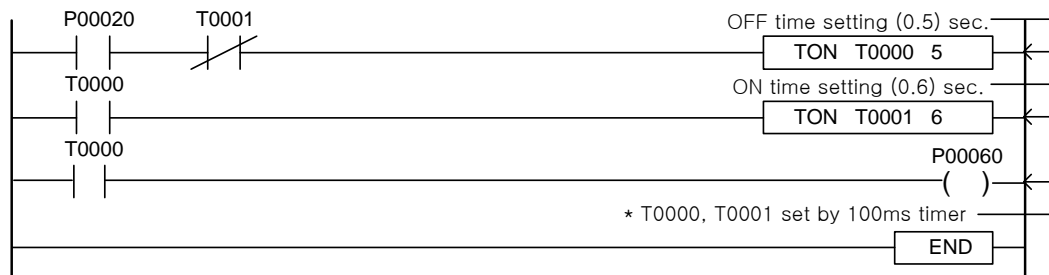 P00020 T0001
OFF time setting (0.5) sec.
TON T0000 5
T0000
ON time setting (0.6) sec.
TON T0001 6
T0000
P00060
( )
* T0000, T0001 set by 100ms timer
END